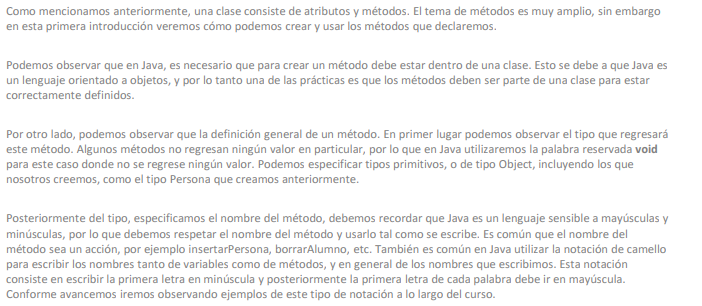 Como mencionamos anteriormente, una clase consiste de atributos y métodos. El tema de métodos es muy amplio, sin embargo
en esta primera introducción veremos cómo podemos crear y usar los métodos que declaremos.
Podemos observar que en Java, es necesario que para crear un método debe estar dentro de una clase. Esto se debe a que Java es
un lenguaje orientado a objetos, y por lo tanto una de las prácticas es que los métodos deben ser parte de una clase para estar
correctamente definidos.
Por otro lado, podemos observar que la definición general de un método. En primer lugar podemos observar el tipo que regresará
este método. Algunos métodos no regresan ningún valor en particular, por lo que en Java utilizaremos la palabra reservada void
para este caso donde no se regrese ningún valor. Podemos especificar tipos primitivos, o de tipo Object, incluyendo los que
nosotros creemos, como el tipo Persona que creamos anteriormente.
Posteriormente del tipo, especificamos el nombre del método, debemos recordar que Java es un lenguaje sensible a mayúsculas y
minúsculas, por lo que debemos respetar el nombre del método y usarlo tal como se escribe. Es común que el nombre del
método sea un acción, por ejemplo insertarPersona, borrarAlumno, etc. También es común en Java utilizar la notación de camello
para escribir los nombres tanto de variables como de métodos, y en general de los nombres que escribimos. Esta notación
consiste en escribir la primera letra en minúscula y posteriormente la primera letra de cada palabra debe ir en mayúscula.
Conforme avancemos iremos observando ejemplos de este tipo de notación a lo largo del curso.